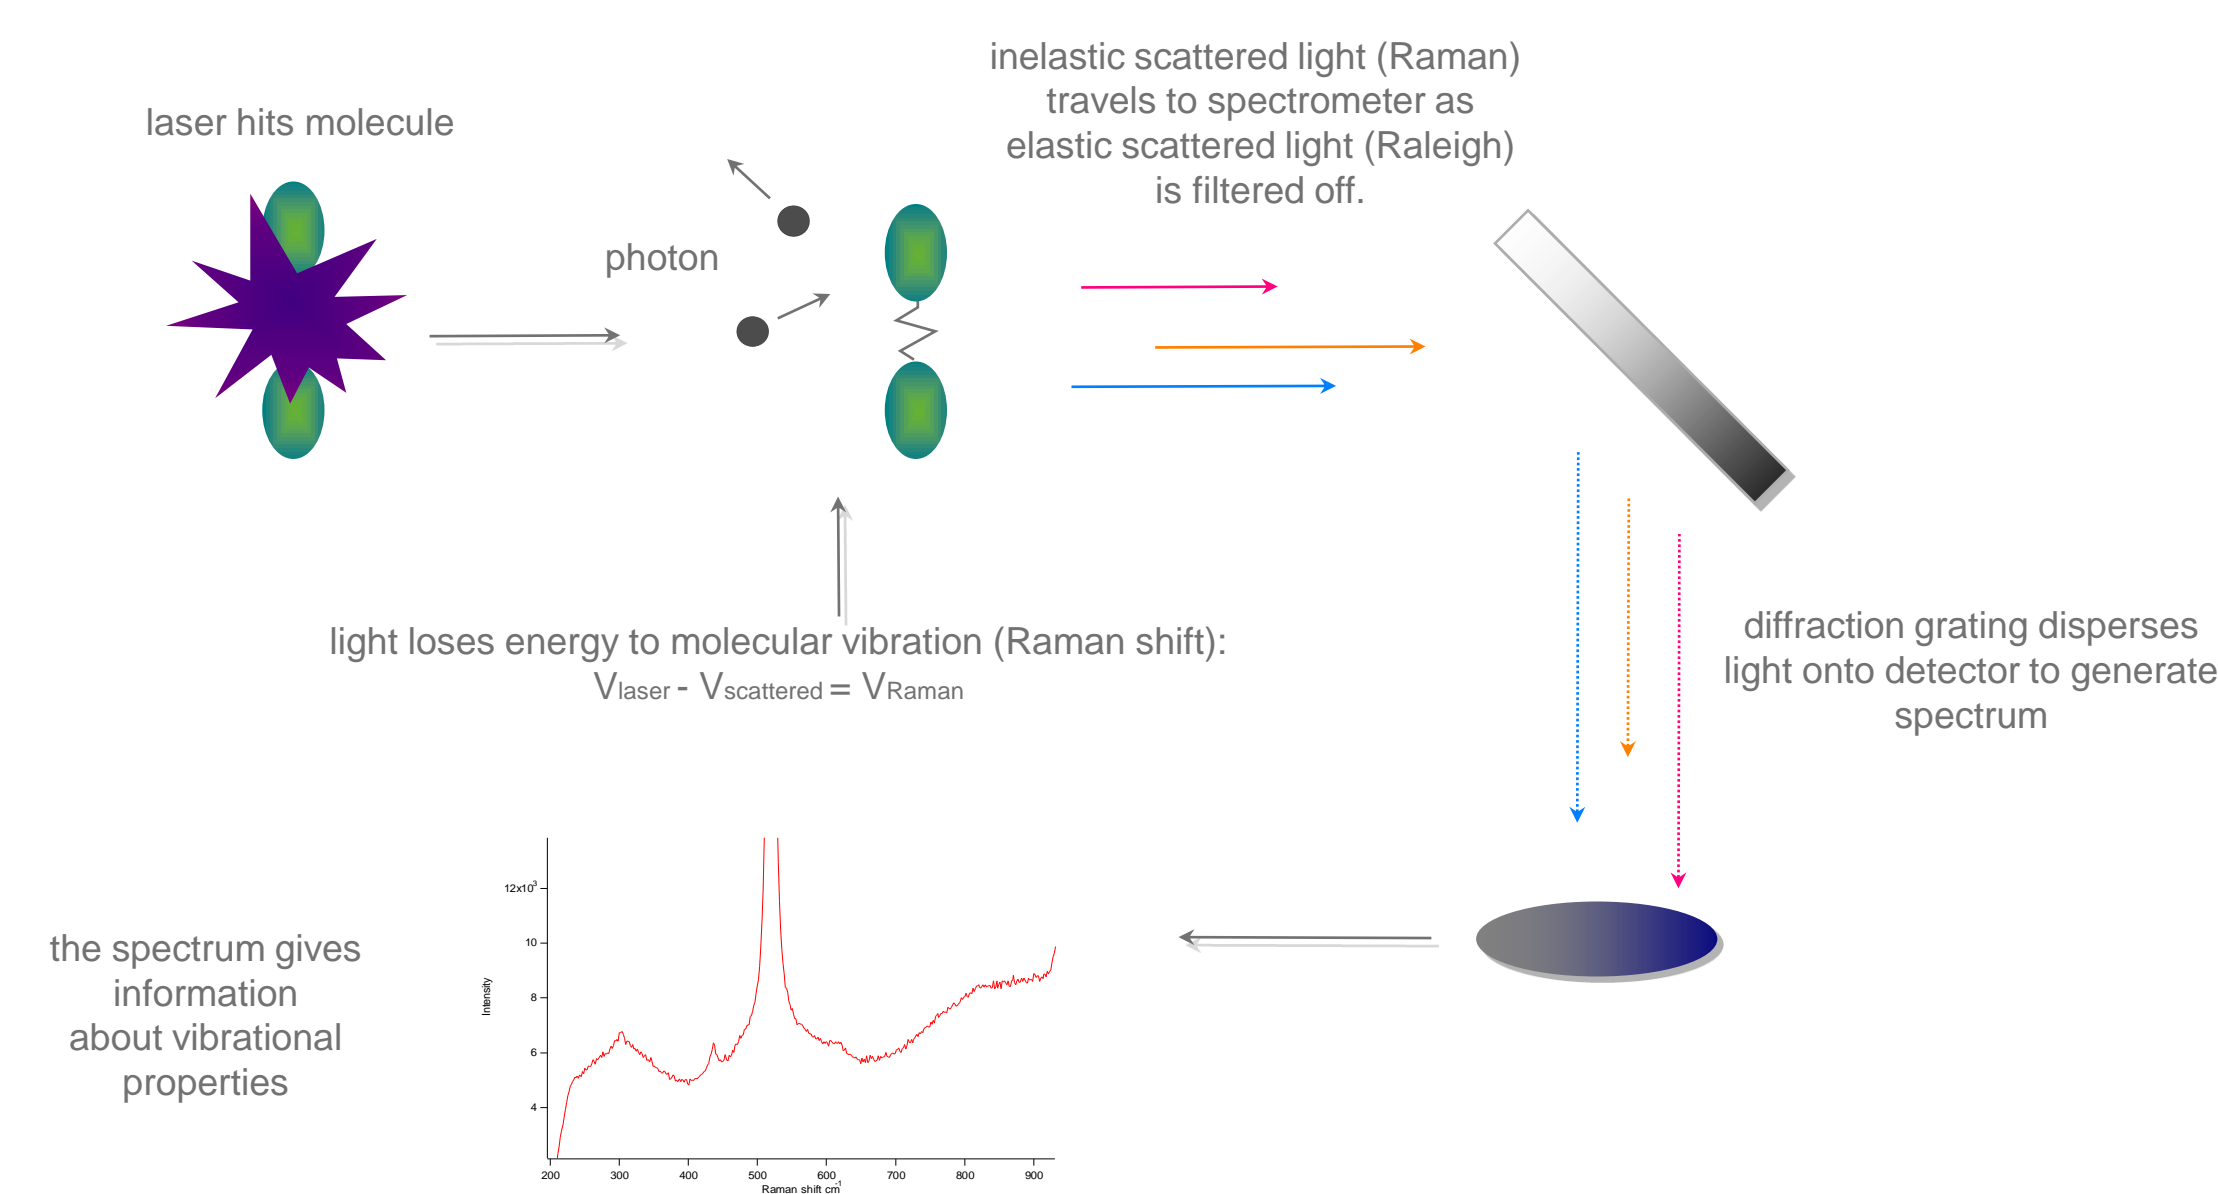 laser hits molecule
inelastic scattered light (Raman)
travels to spectrometer as
elastic scattered light (Raleigh)
is filtered off.
photon
light loses energy to molecular vibration (Raman shift):
Vlaser - Vscattered = VRaman
diffraction grating disperses
light onto detector to generate
spectrum
the spectrum gives
information
about vibrational
properties
12x10³
10
8
6
4
Intensity
200 300 400 500 600 700 800 900
Raman shift cm⁻¹